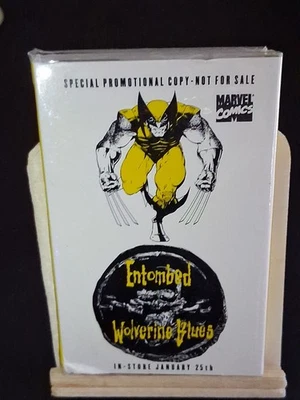 SPECIAL PROMOTIONAL COPY-NOT FOR SALE
MARVEL
COMICS
Entombed
Wolverine Blues
IN-STORE JANUARY 25th